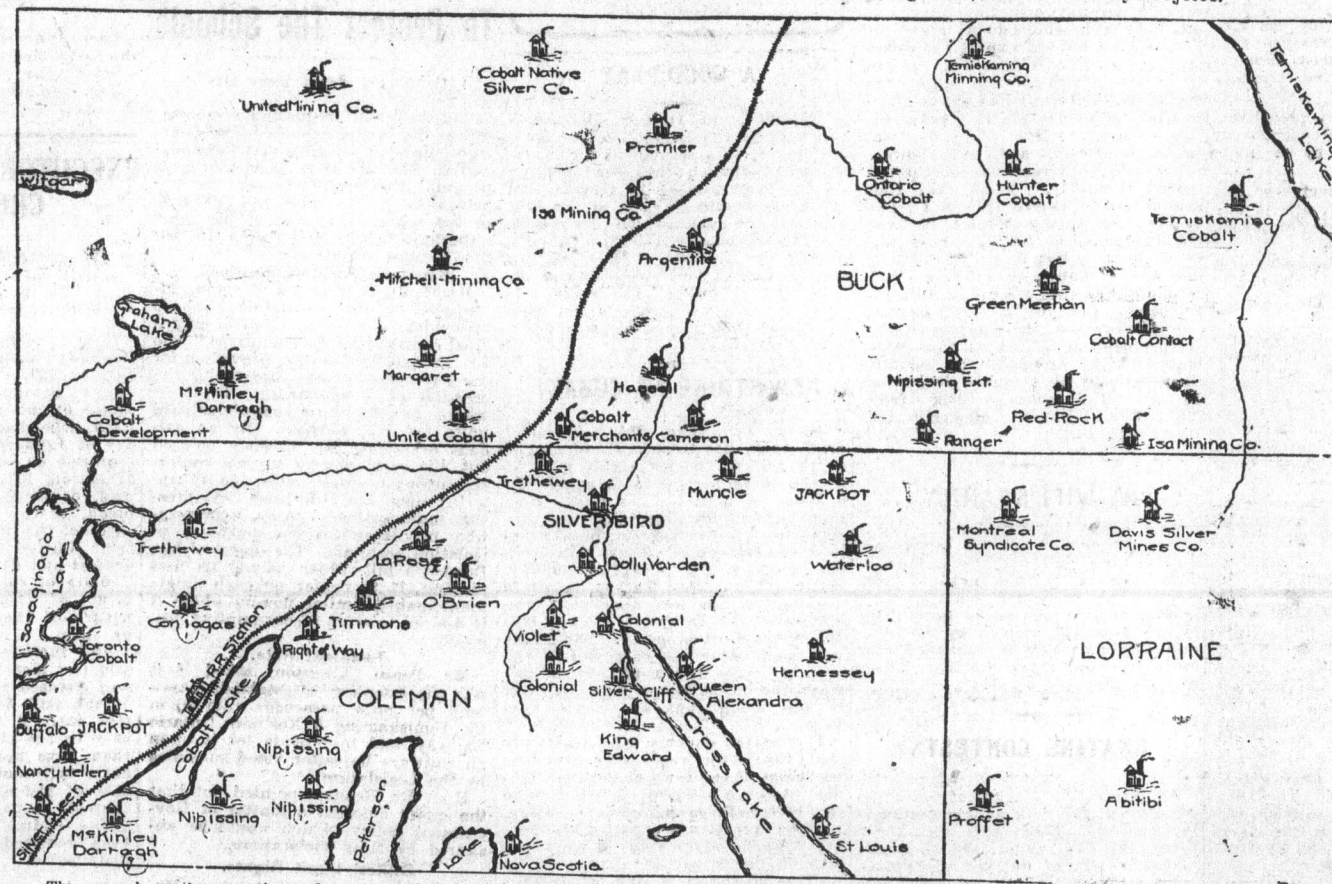 Cobalt Native
Silver Co.
Temiskaming
Minning Co.
Temiskaming
Lake
United Mining Co.
Premier
Ontario
Cobalt
Hunter
Cobalt
Isa Mining Co.
Temiskaming
Cobalt
Argentite
Mitchell-Mining Co.
BUCK
Green Meehan
Graham
Lake
Cobalt Contact
Margaret
McKinley
Darragh
Nipissing Ext.
Cobalt
Development
United Cobalt
Cobalt
Merchants
Cameron
Red-Rock
Ranger
Isa Mining Co.
Trethewey
Muncie
JACKPOT
SILVER BIRD
Montreal
Syndicate Co.
Davis Silver
Mines Co.
Trethewey
LaRose
Dolly Varden
Waterloo
Sasaginaga
Lake
O'Brien
Coniagas
Timmons
Violet
Colonial
Toronto
Cobalt
R.R. Station
Right of Way
Colonial
Silver Cliff
Queen
Alexandra
Hennessey
LORRAINE
COLEMAN
Buffalo
JACKPOT
Cobalt Lake
Nipissing
King
Edward
Cross Lake
Nancy Hellen
Nipissing
Nipissing
Silver Queen
McKinley
Darragh
Peterson
Lake
Nova Scotia
St Louis
Proffet
Abitibi